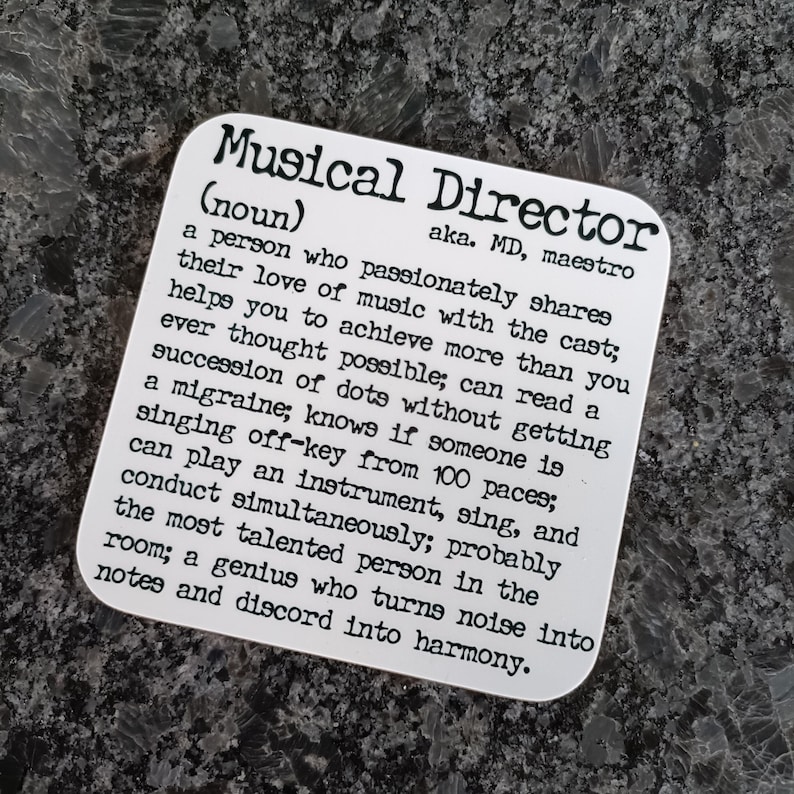 Musical Director
(noun)
aka. MD, maestro
a person who passionately shares
their love of music with the cast;
helps you to achieve more than you
ever thought possible; can read a
succession of dots without getting
a migraine; knows if someone is
singing off-key from 100 paces;
can play an instrument, sing, and
conduct simultaneously; probably
the most talented person in the
room; a genius who turns noise into
notes and discord into harmony.